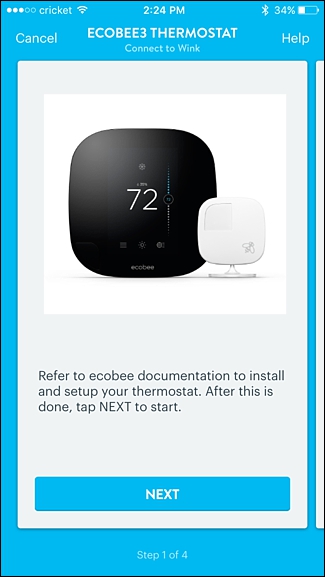 cricket 2:24 PM 34%
Cancel ECOBEE3 THERMOSTAT Help
Connect to Wink
72
ecobee
Refer to ecobee documentation to install
and setup your thermostat. After this is
done, tap NEXT to start.
NEXT
Step 1 of 4